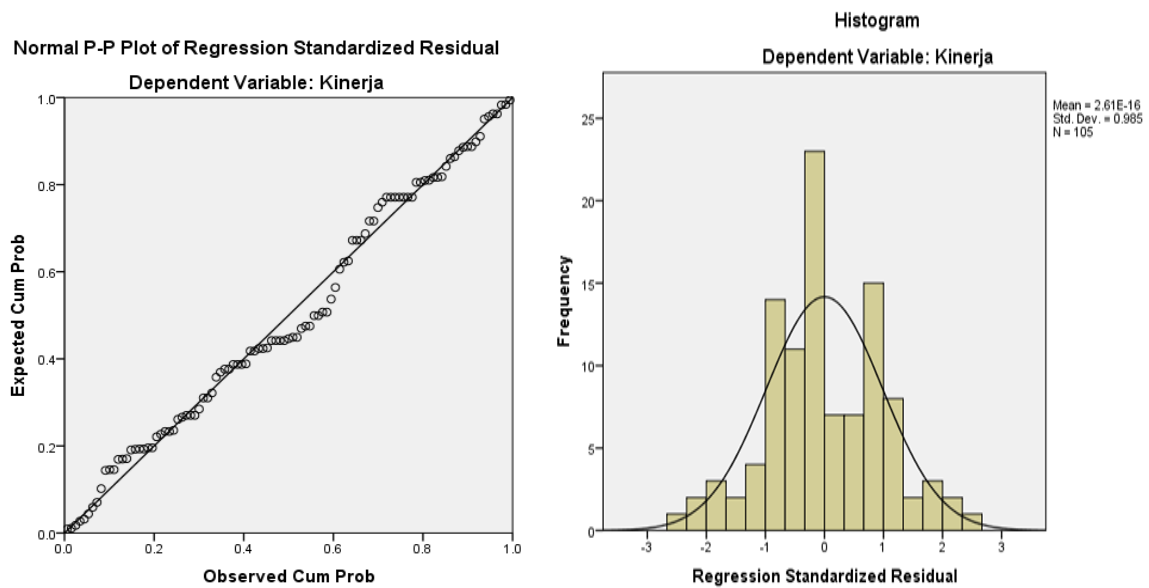 Normal P-P Plot of Regression Standardized Residual
Dependent Variable: Kinerja
1.0
0.8
0.6
0.4
0.2
0.0
Expected Cum Prob
0.0 0.2 0.4 0.6 0.8 1.0
Observed Cum Prob
Histogram
Dependent Variable: Kinerja
Mean = 2.61E-16
Std. Dev. = 0.985
N = 105
25
20
15
10
5
0
Frequency
-3 -2 -1 0 1 2 3
Regression Standardized Residual